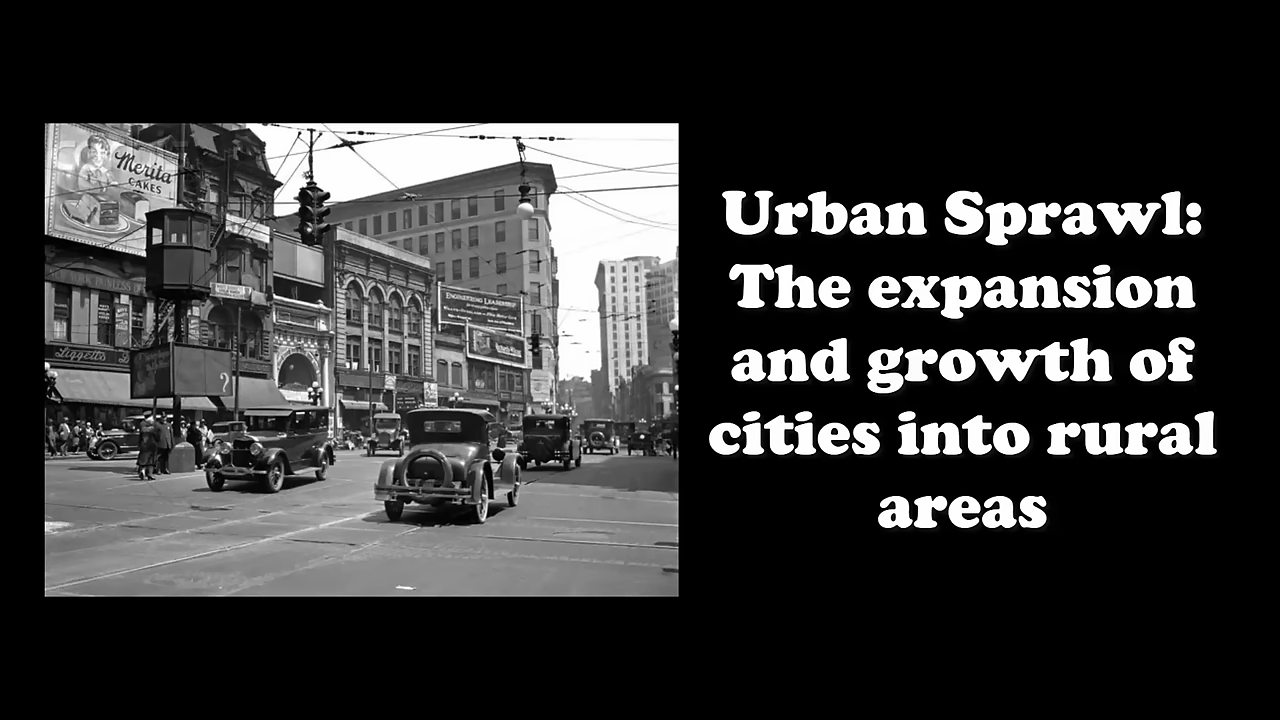 Merita
CAKES
Liggett's
?
ENGINEERING LEADERSHIP
Urban Sprawl:
The expansion
and growth of
cities into rural
areas